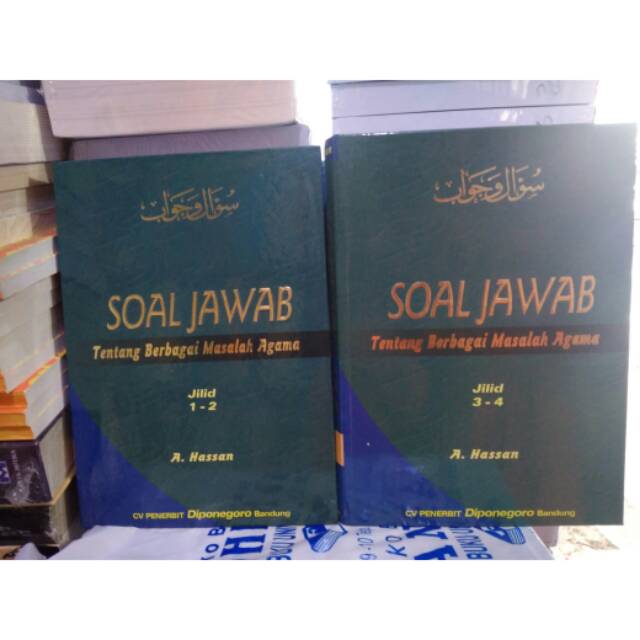 سؤال وجواب
SOAL JAWAB
Tentang Berbagai Masalah Agama
Jilid
1 - 2
A. Hassan
CV PENERBIT Diponegoro Bandung
سؤال وجواب
SOAL JAWAB
Tentang Berbagai Masalah Agama
Jilid
3 - 4
A. Hassan
CV PENERBIT Diponegoro Bandung